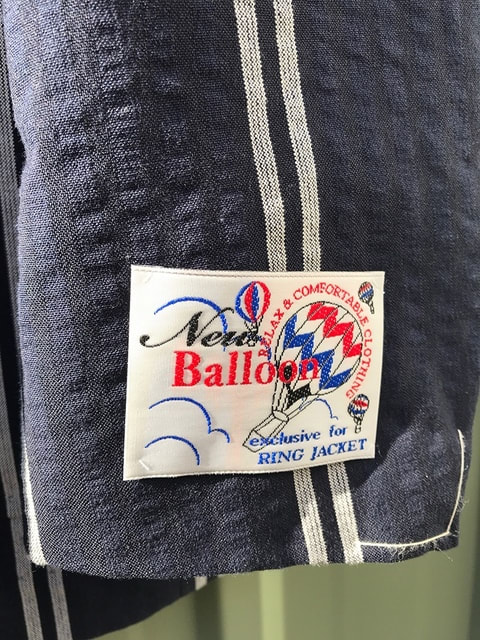 New
Balloon
RELAX & COMFORTABLE CLOTHING
exclusive for
RING JACKET